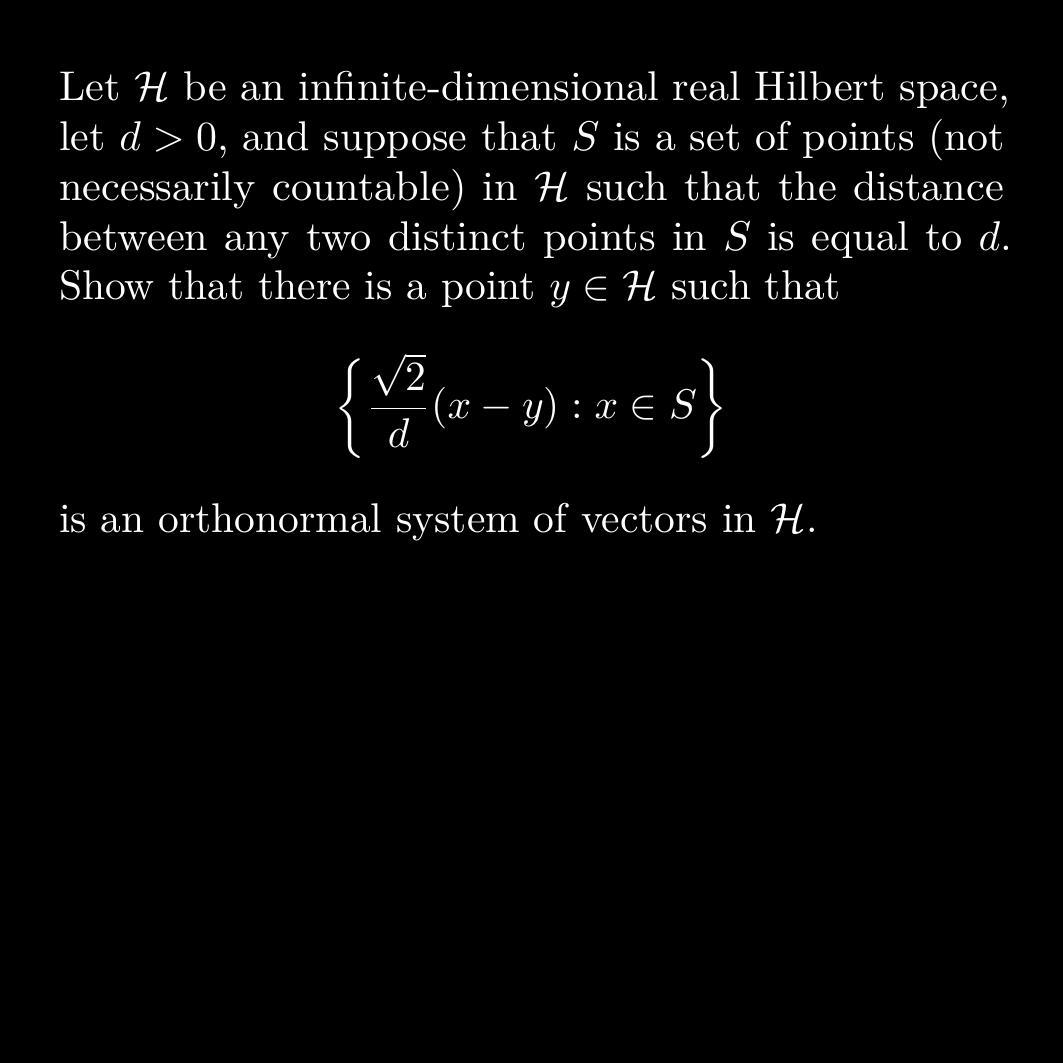 Let $\mathcal{H}$ be an infinite-dimensional real Hilbert space,
let $d > 0$, and suppose that $S$ is a set of points (not
necessarily countable) in $\mathcal{H}$ such that the distance
between any two distinct points in $S$ is equal to $d$.
Show that there is a point $y \in \mathcal{H}$ such that
$$\left\{ \frac{\sqrt{2}}{d}(x - y) : x \in S \right\}$$
is an orthonormal system of vectors in $\mathcal{H}$.